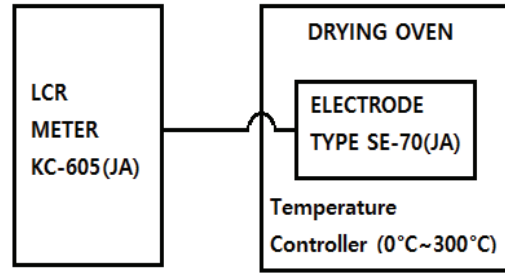 LCR
METER
KC-605(JA)
DRYING OVEN
ELECTRODE
TYPE SE-70(JA)
Temperature
Controller (0°C~300°C)